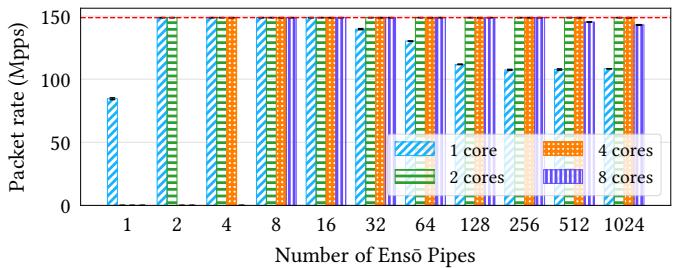 Packet rate (Mpps)
150
100
50
0
1 core
2 cores
4 cores
8 cores
1 2 4 8 16 32 64 128 256 512 1024
Number of Ensō Pipes